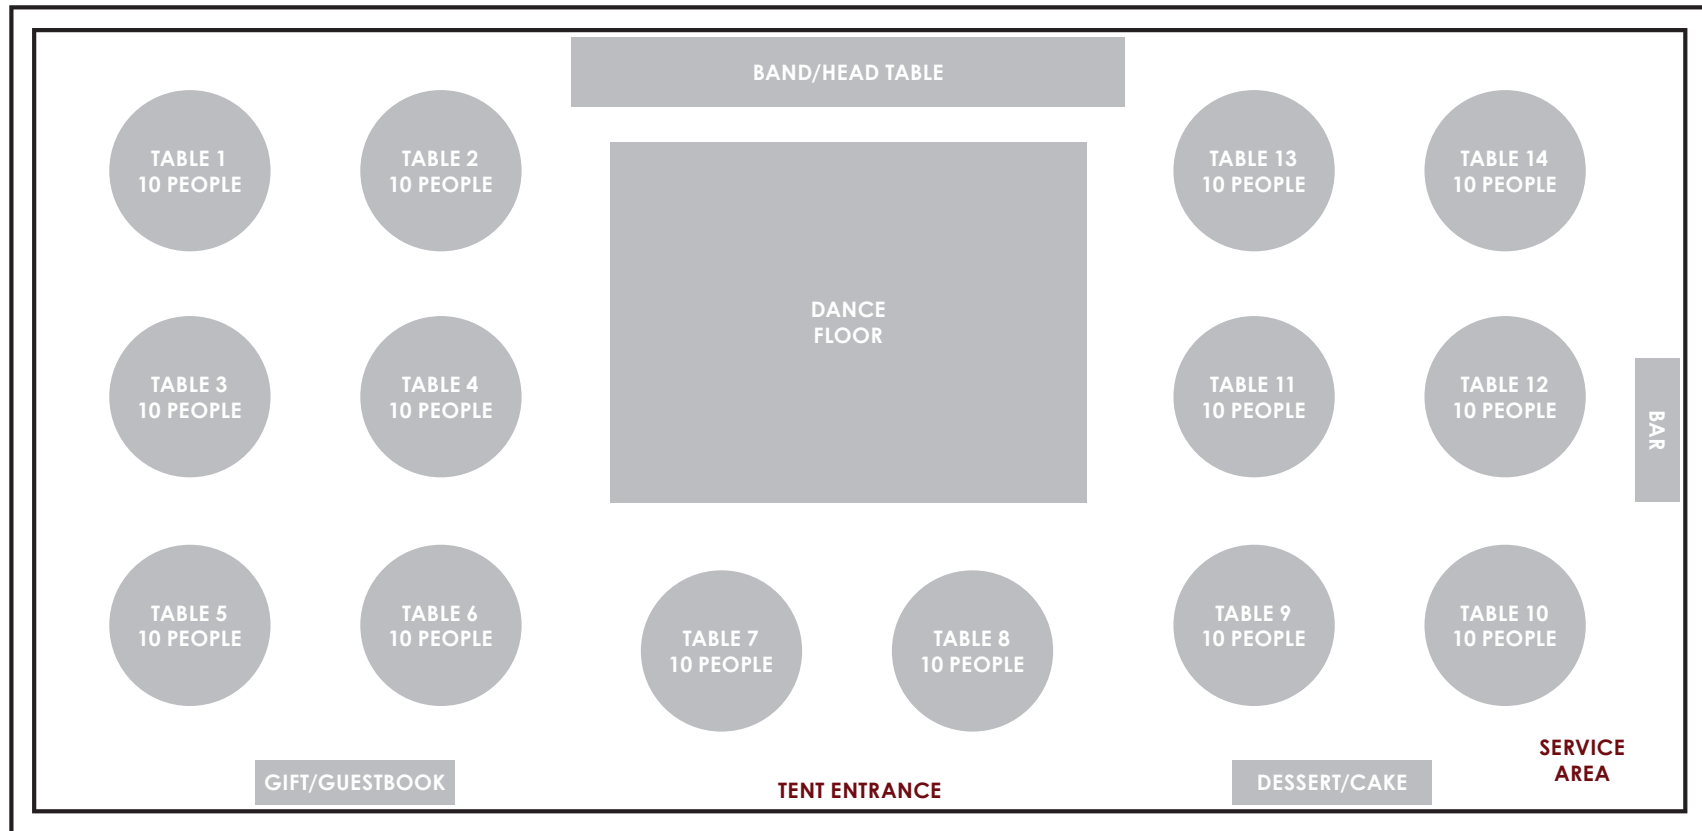 BAND/HEAD TABLE
TABLE 1
10 PEOPLE
TABLE 2
10 PEOPLE
TABLE 13
10 PEOPLE
TABLE 14
10 PEOPLE
DANCE
FLOOR
TABLE 3
10 PEOPLE
TABLE 4
10 PEOPLE
TABLE 11
10 PEOPLE
TABLE 12
10 PEOPLE
BAR
TABLE 5
10 PEOPLE
TABLE 6
10 PEOPLE
TABLE 7
10 PEOPLE
TABLE 8
10 PEOPLE
TABLE 9
10 PEOPLE
TABLE 10
10 PEOPLE
GIFT/GUESTBOOK
TENT ENTRANCE
DESSERT/CAKE
SERVICE
AREA